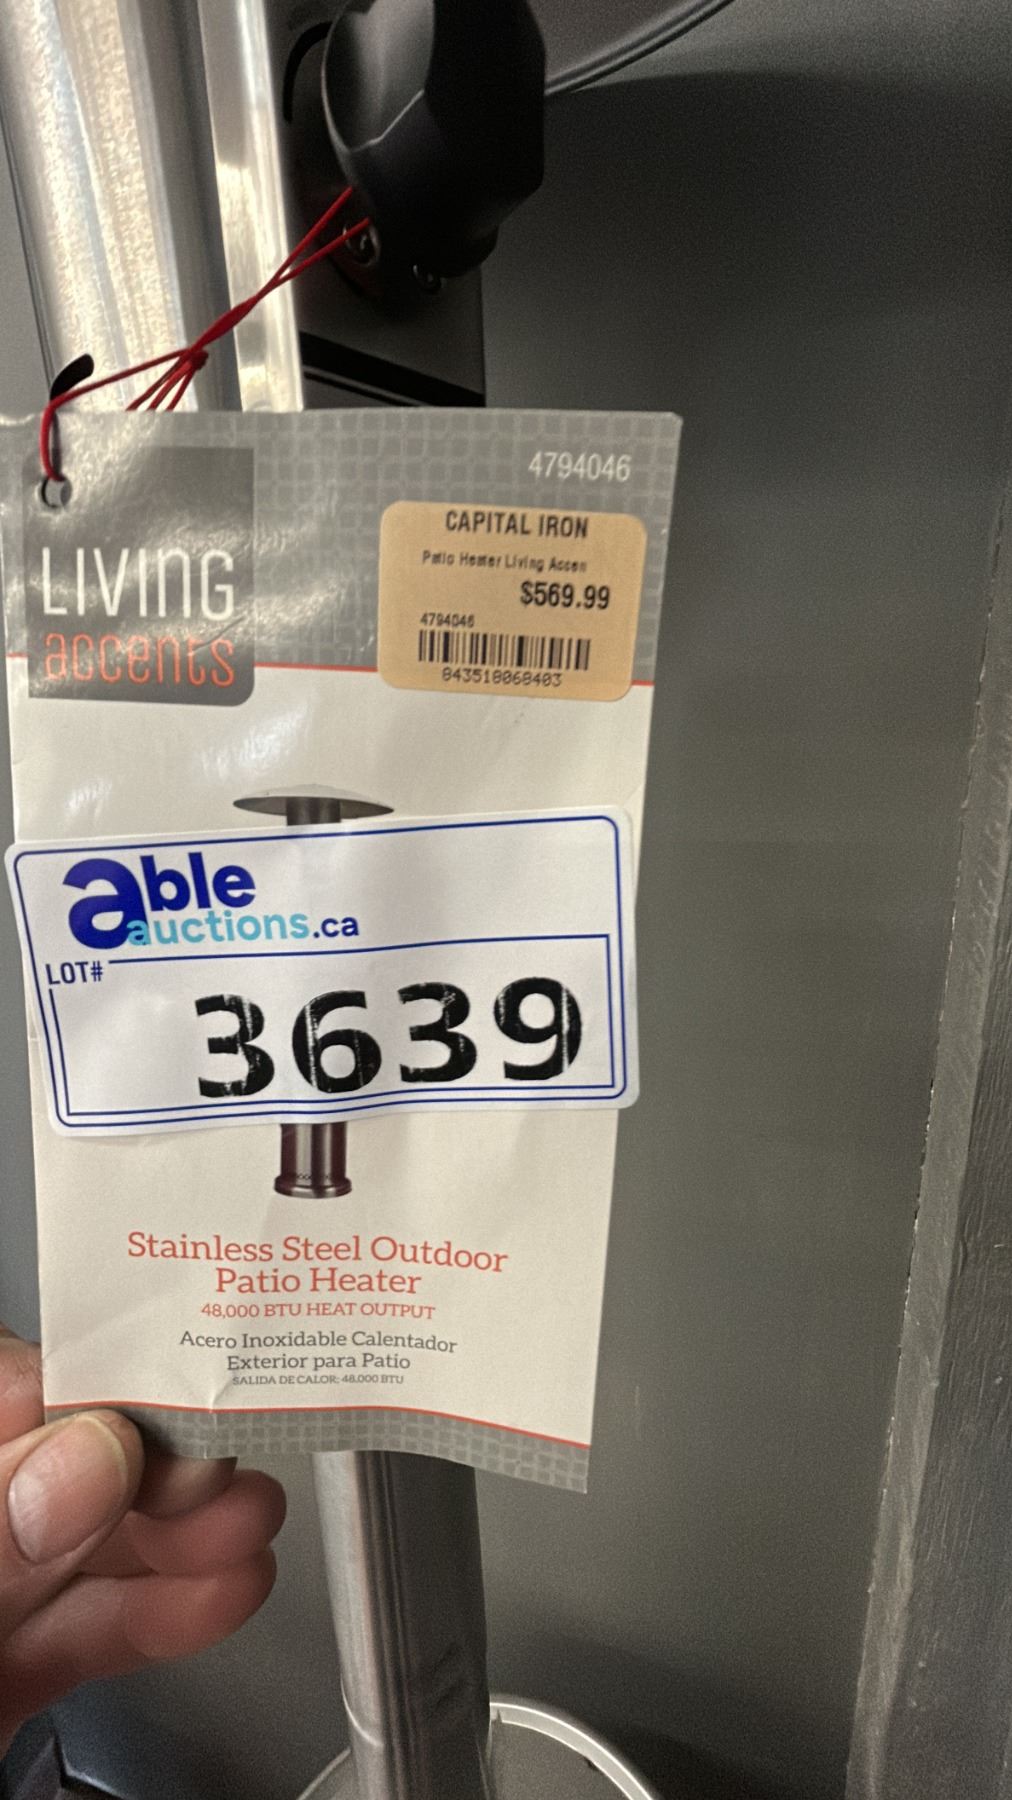 4794046
CAPITAL IRON
Patio Heater Living Accen
$569.99
4794046
843518068403
LIVING
accents
able
auctions.ca
LOT#
3639
Stainless Steel Outdoor
Patio Heater
48,000 BTU HEAT OUTPUT
Acero Inoxidable Calentador
Exterior para Patio
SALIDA DE CALOR: 48,000 BTU